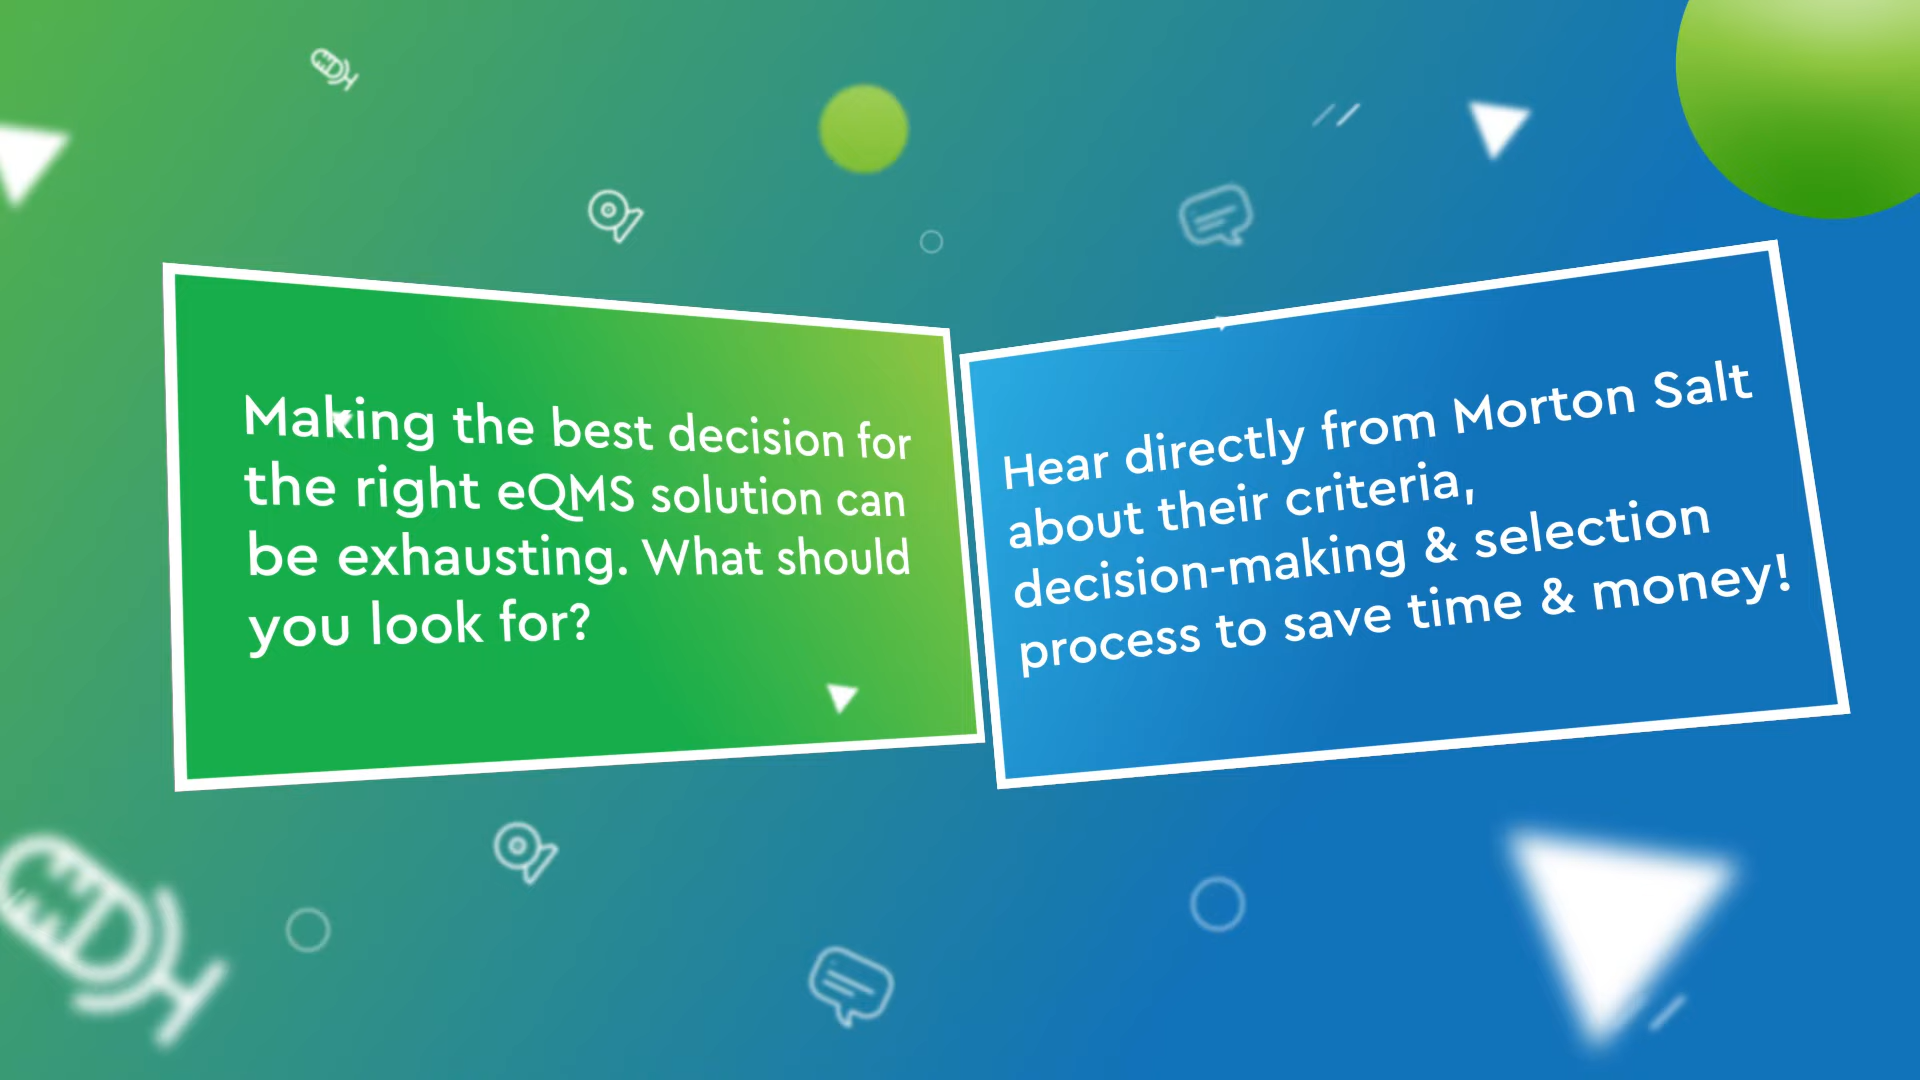 Making the best decision for
the right eQMS solution can
be exhausting. What should
you look for?
Hear directly from Morton Salt
about their criteria,
decision-making & selection
process to save time & money!